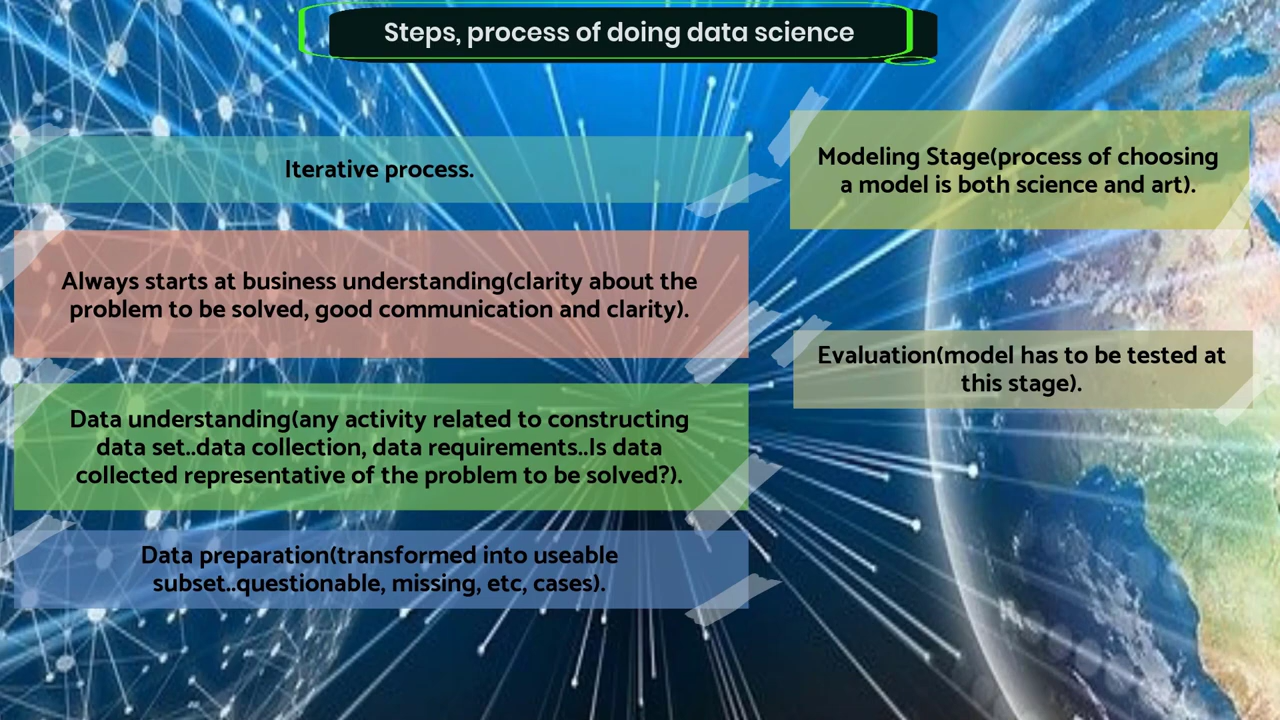 Steps, process of doing data science
Iterative process.
Always starts at business understanding(clarity about the
problem to be solved, good communication and clarity).
Data understanding(any activity related to constructing
data set..data collection, data requirements..Is data
collected representative of the problem to be solved?).
Data preparation(transformed into useable
subset..questionable, missing, etc, cases).
Modeling Stage(process of choosing
a model is both science and art).
Evaluation(model has to be tested at
this stage).